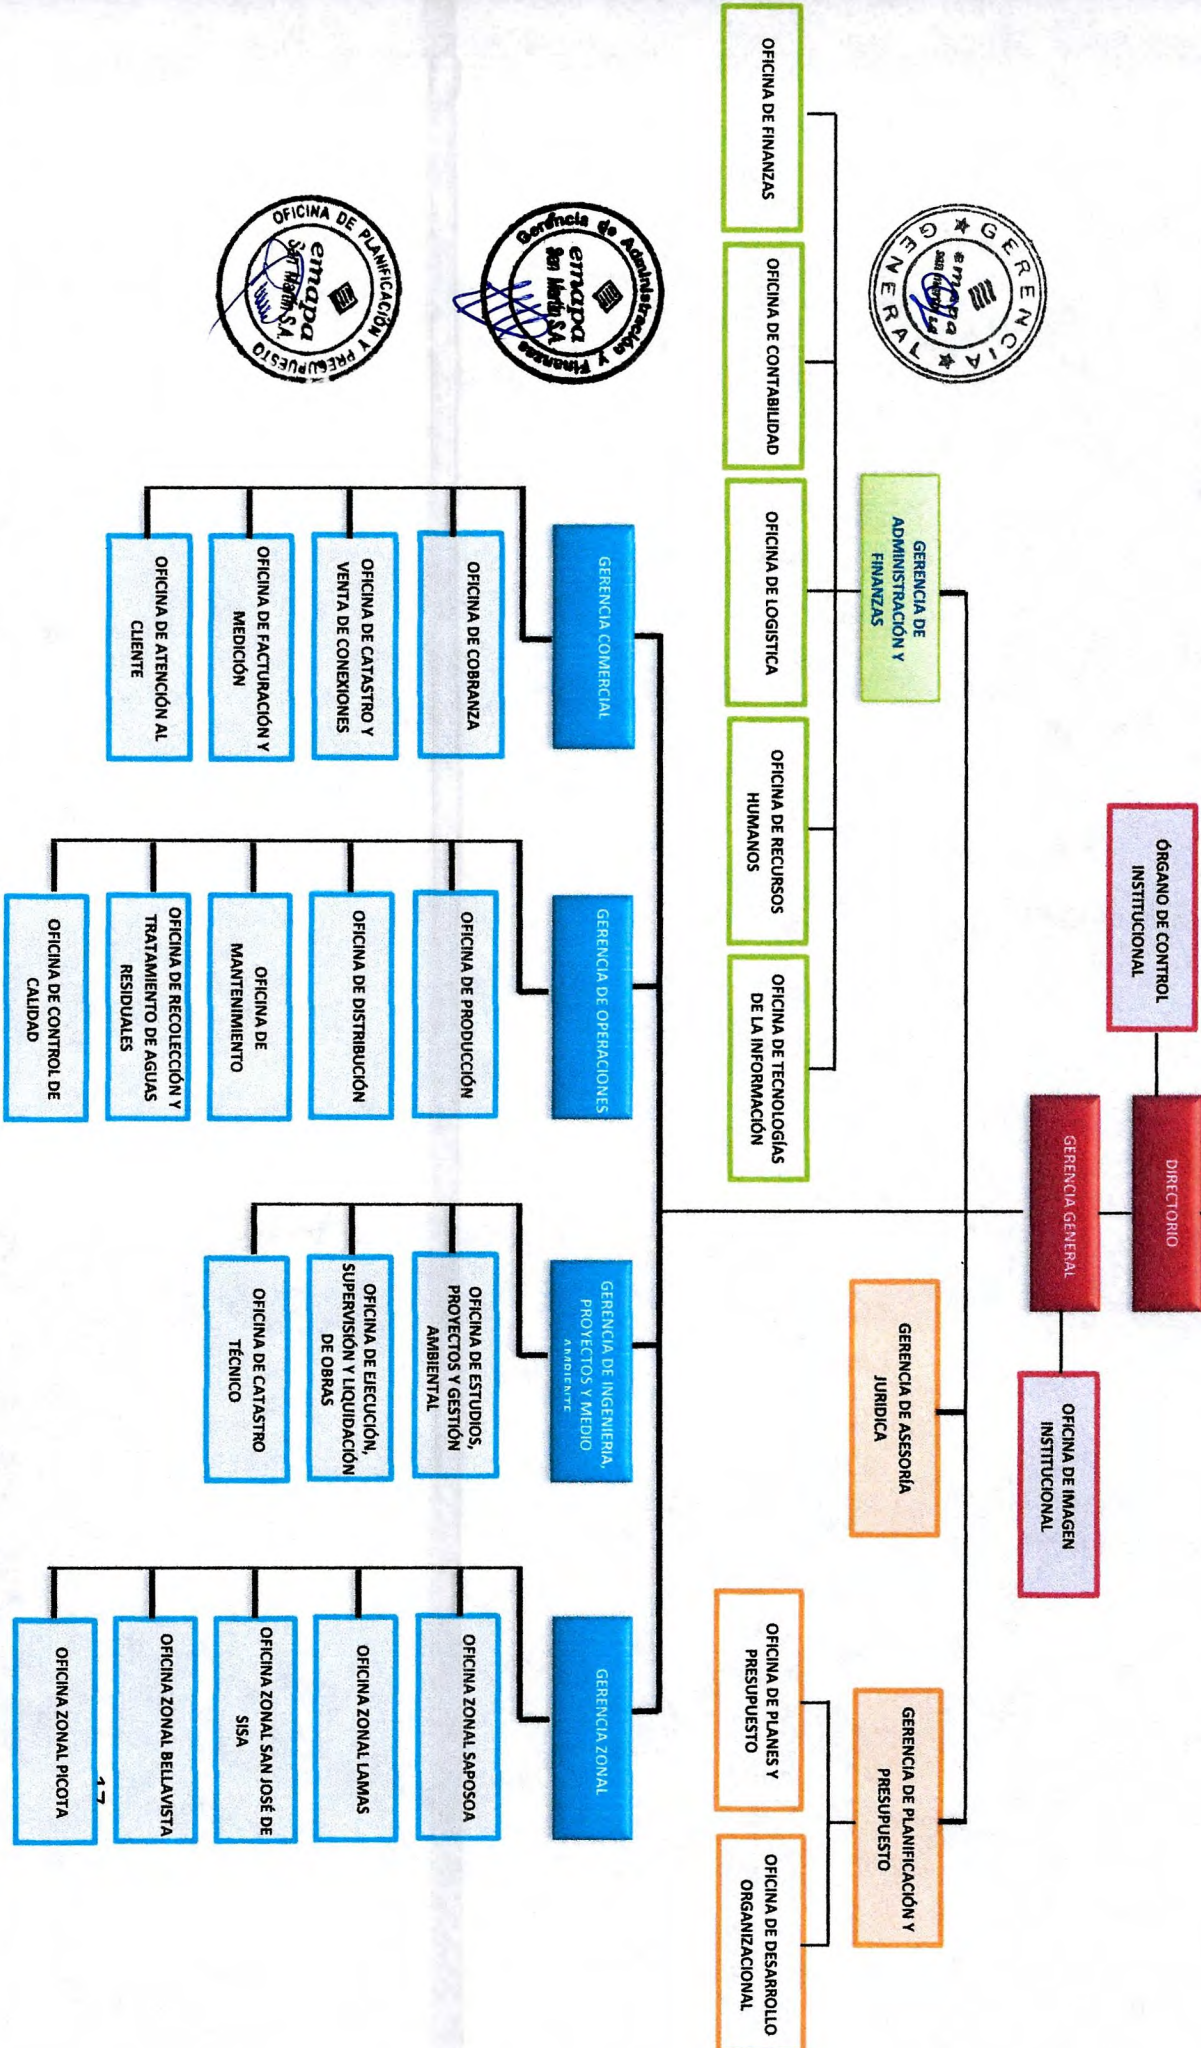 DIRECTORIO
ÓRGANO DE CONTROL
INSTITUCIONAL
GERENCIA GENERAL
OFICINA DE IMAGEN
INSTITUCIONAL
GERENCIA DE
ADMINISTRACIÓN Y
FINANZAS
GERENCIA DE ASESORÍA
JURIDICA
GERENCIA DE PLANIFICACIÓN Y
PRESUPUESTO
OFICINA DE FINANZAS
OFICINA DE CONTABILIDAD
OFICINA DE LOGISTICA
OFICINA DE RECURSOS
HUMANOS
OFICINA DE TECNOLOGÍAS
DE LA INFORMACIÓN
OFICINA DE PLANES Y
PRESUPUESTO
OFICINA DE DESARROLLO
ORGANIZACIONAL
GERENCIA COMERCIAL
OFICINA DE COBRANZA
OFICINA DE CATASTRO Y
VENTA DE CONEXIONES
OFICINA DE FACTURACIÓN Y
MEDICIÓN
OFICINA DE ATENCIÓN AL
CLIENTE
GERENCIA DE OPERACIONES
OFICINA DE PRODUCCIÓN
OFICINA DE DISTRIBUCIÓN
OFICINA DE
MANTENIMIENTO
OFICINA DE RECOLECCIÓN Y
TRATAMIENTO DE AGUAS
RESIDUALES
OFICINA DE CONTROL DE
CALIDAD
GERENCIA DE INGENIERIA,
PROYECTOS Y MEDIO
AMBIENTE
OFICINA DE ESTUDIOS,
PROYECTOS Y GESTIÓN
AMBIENTAL
OFICINA DE EJECUCIÓN,
SUPERVISIÓN Y LIQUIDACIÓN
DE OBRAS
OFICINA DE CATASTRO
TÉCNICO
GERENCIA ZONAL
OFICINA ZONAL SAPOSOA
OFICINA ZONAL LAMAS
OFICINA ZONAL SAN JOSÉ DE
SISA
OFICINA ZONAL BELLAVISTA
OFICINA ZONAL PICOTA
GERENCIA GENERAL
emapa
San Martín S.A.
Gerencia de Administración y Finanzas
emapa
San Martín S.A.
OFICINA DE PLANIFICACIÓN Y PRESUPUESTO
emapa
San Martín S.A.
17